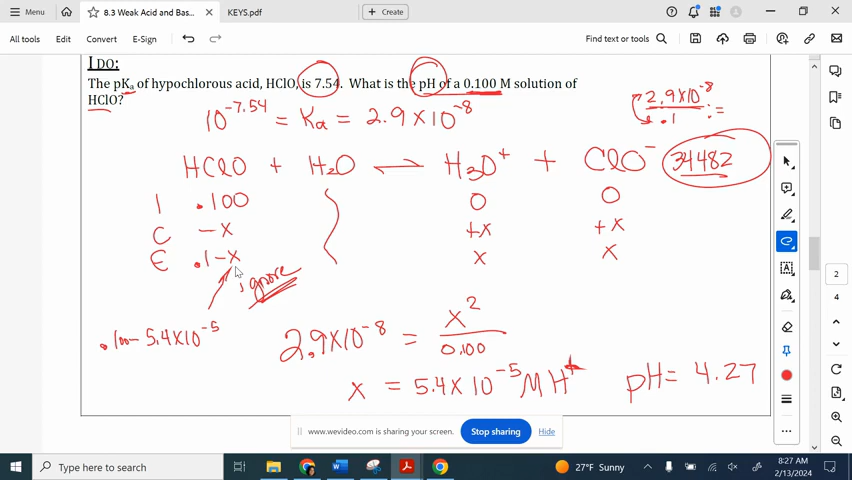 Menu
8.3 Weak Acid and Bas...
KEYS.pdf
Create
All tools
Edit
Convert
E-Sign
Find text or tools
I DO:
The pKa of hypochlorous acid, HClO, is 7.54. What is the pH of a 0.100 M solution of
HClO?
10^-7.54 = Ka = 2.9 x 10^-8
2.9x10^-8
.1 :=
HClO + H2O ⇌ H3O+ + ClO- 34482
I .100 0 0
C -x +x +x
E .1-x x x
ignore
.100- 5.4x10^-5
2.9x10^-8 = x^2
0.100
x = 5.4 x 10^-5 M H+
pH= 4.27
2
4
www.wevideo.com is sharing your screen.
Stop sharing
Hide
Type here to search
27°F Sunny
8:27 AM
2/13/2024